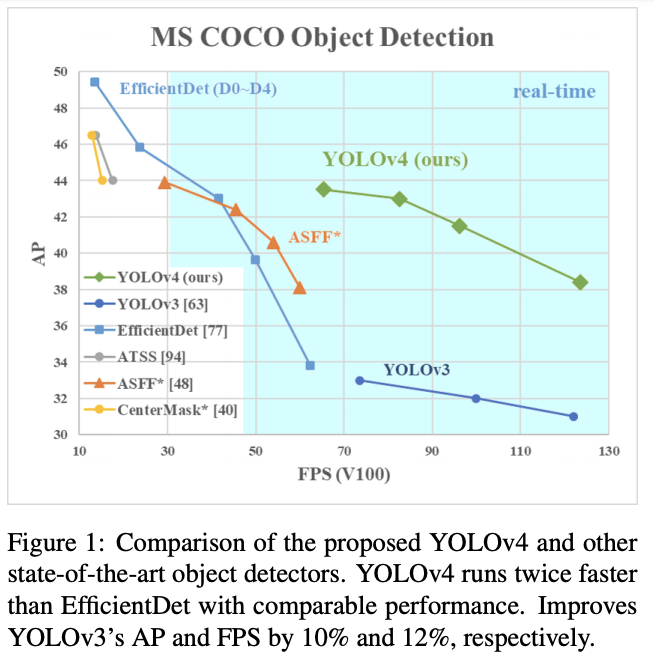 MS COCO Object Detection
50
48
46
44
42
40
38
36
34
32
30
AP
EfficientDet (D0~D4)
real-time
YOLOv4 (ours)
ASFF*
YOLOv3
YOLOv4 (ours)
YOLOv3 [63]
EfficientDet [77]
ATSS [94]
ASFF* [48]
CenterMask* [40]
10 30 50 70 90 110 130
FPS (V100)
Figure 1: Comparison of the proposed YOLOv4 and other
state-of-the-art object detectors. YOLOv4 runs twice faster
than EfficientDet with comparable performance. Improves
YOLOv3's AP and FPS by 10% and 12%, respectively.